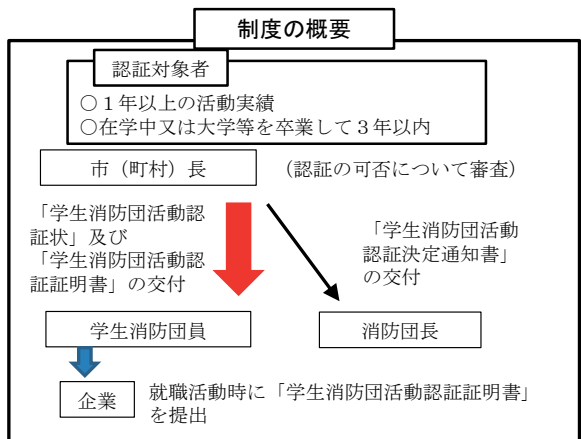 制度の概要
認証対象者
○１年以上の活動実績
○在学中又は大学等を卒業して３年以内
市（町村）長
（認証の可否について審査）
「学生消防団活動認
証状」及び
「学生消防団活動認
証証明書」の交付
「学生消防団活動
認証決定通知書」
の交付
学生消防団員
消防団長
企業
就職活動時に「学生消防団活動認証証明書」
を提出